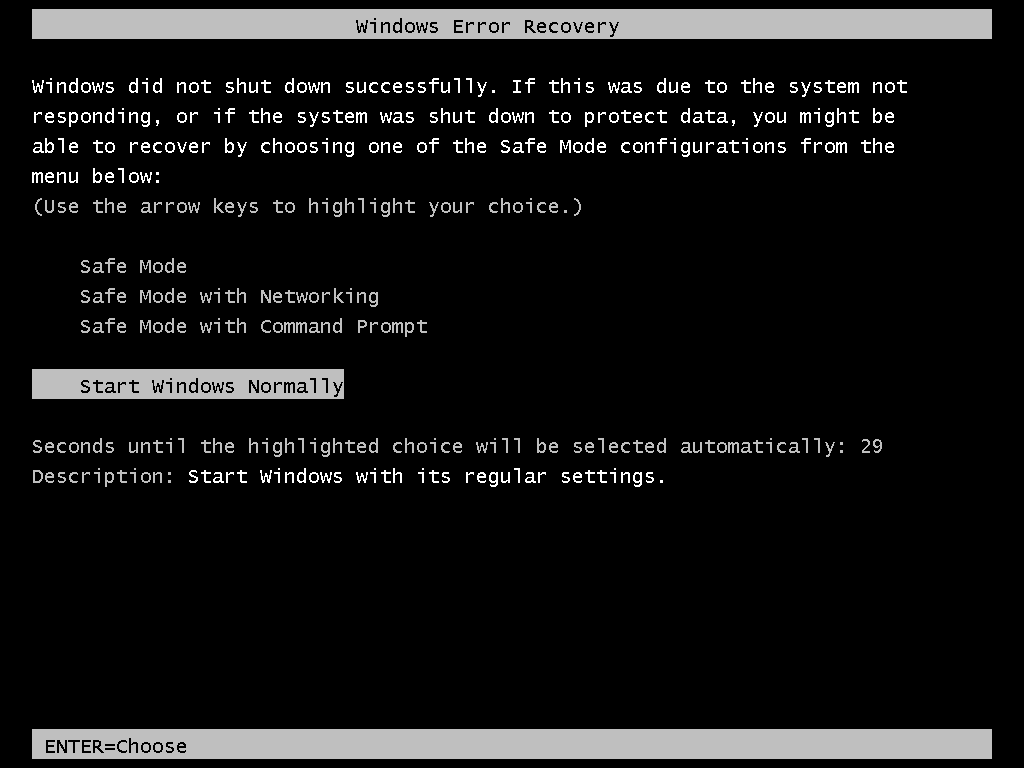 Windows Error Recovery
Windows did not shut down successfully. If this was due to the system not
responding, or if the system was shut down to protect data, you might be
able to recover by choosing one of the Safe Mode configurations from the
menu below:
(Use the arrow keys to highlight your choice.)
Safe Mode
Safe Mode with Networking
Safe Mode with Command Prompt
Start Windows Normally
Seconds until the highlighted choice will be selected automatically: 29
Description: Start Windows with its regular settings.
ENTER=Choose